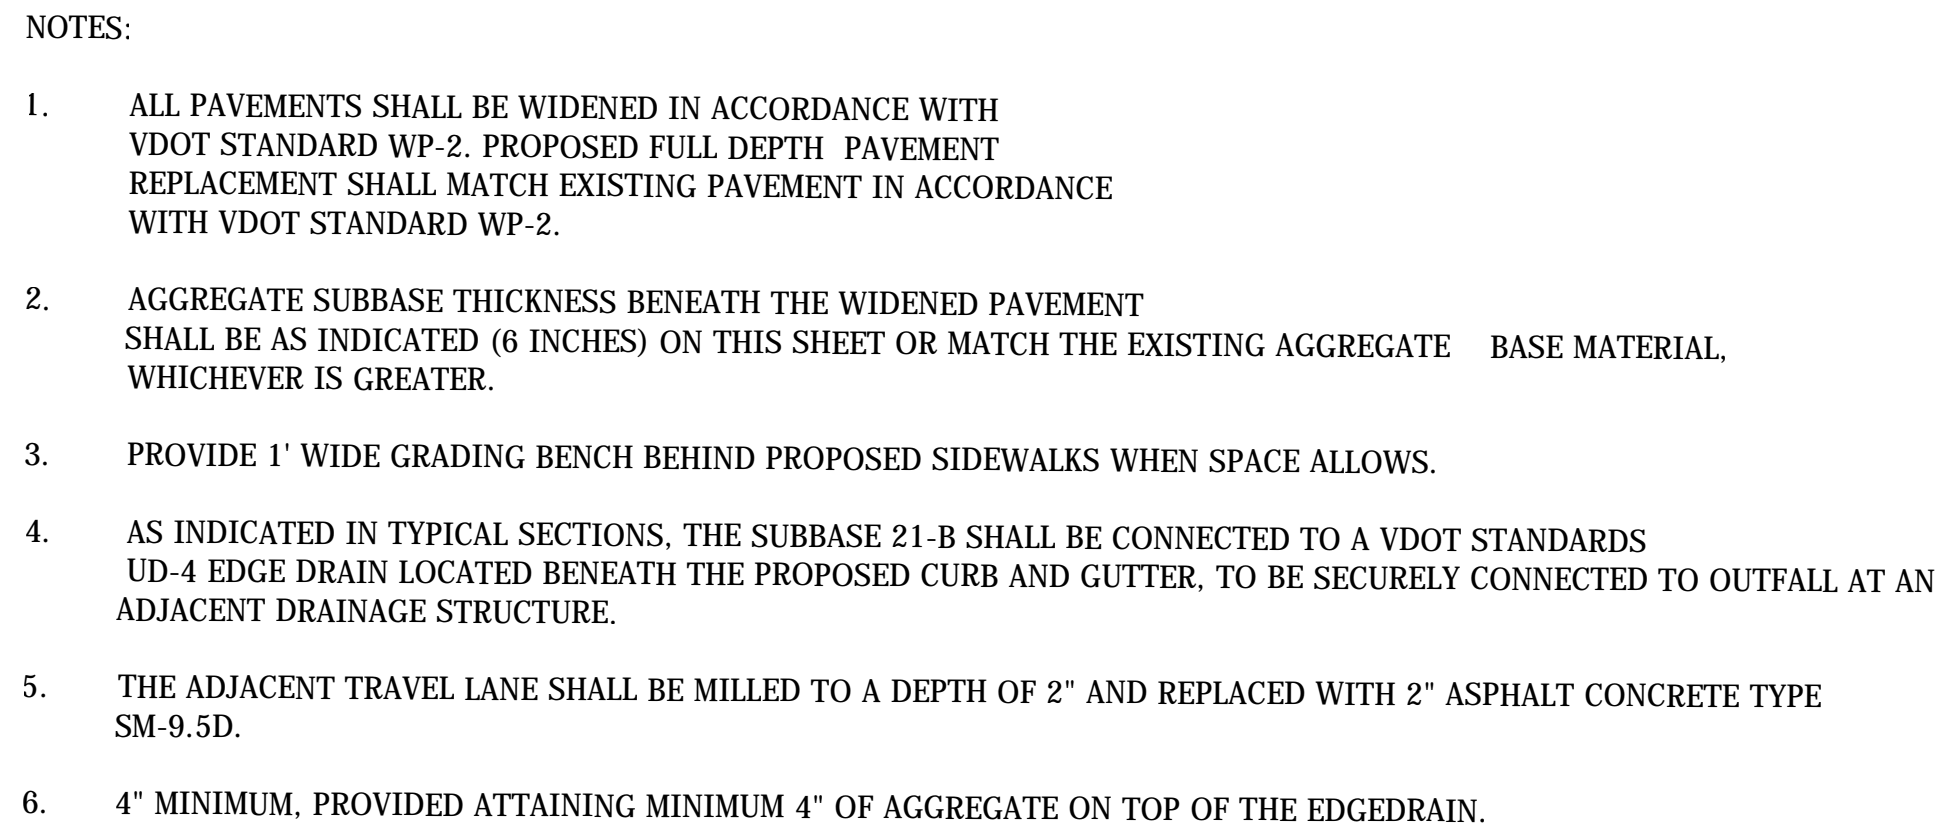 NOTES:
1. ALL PAVEMENTS SHALL BE WIDENED IN ACCORDANCE WITH
VDOT STANDARD WP-2. PROPOSED FULL DEPTH PAVEMENT
REPLACEMENT SHALL MATCH EXISTING PAVEMENT IN ACCORDANCE
WITH VDOT STANDARD WP-2.
2. AGGREGATE SUBBASE THICKNESS BENEATH THE WIDENED PAVEMENT
SHALL BE AS INDICATED (6 INCHES) ON THIS SHEET OR MATCH THE EXISTING AGGREGATE BASE MATERIAL,
WHICHEVER IS GREATER.
3. PROVIDE 1' WIDE GRADING BENCH BEHIND PROPOSED SIDEWALKS WHEN SPACE ALLOWS.
4. AS INDICATED IN TYPICAL SECTIONS, THE SUBBASE 21-B SHALL BE CONNECTED TO A VDOT STANDARDS
UD-4 EDGE DRAIN LOCATED BENEATH THE PROPOSED CURB AND GUTTER, TO BE SECURELY CONNECTED TO OUTFALL AT AN
ADJACENT DRAINAGE STRUCTURE.
5. THE ADJACENT TRAVEL LANE SHALL BE MILLED TO A DEPTH OF 2" AND REPLACED WITH 2" ASPHALT CONCRETE TYPE
SM-9.5D.
6. 4" MINIMUM, PROVIDED ATTAINING MINIMUM 4" OF AGGREGATE ON TOP OF THE EDGEDRAIN.